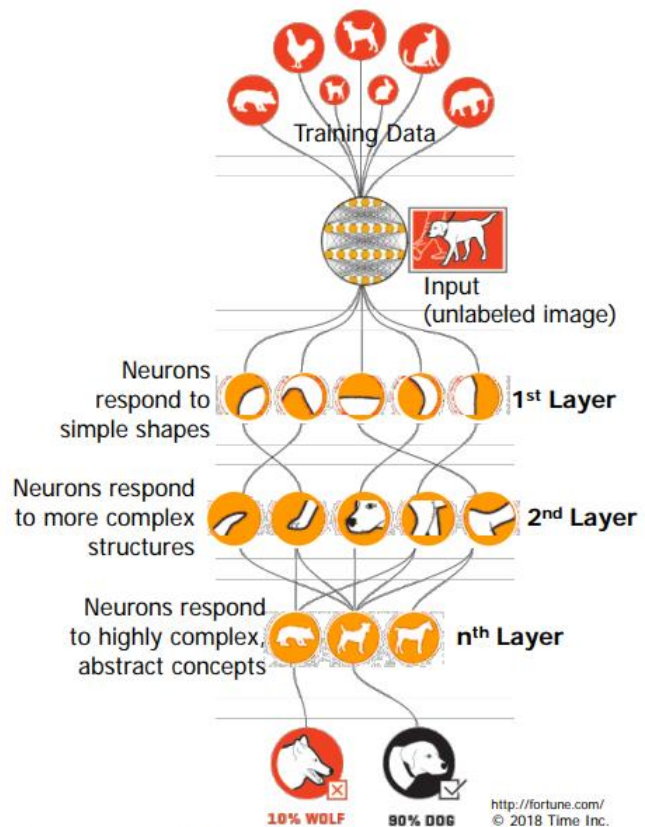 Training Data
Input
(unlabeled image)
Neurons
respond to
simple shapes
1st Layer
Neurons respond
to more complex
structures
2nd Layer
Neurons respond
to highly complex,
abstract concepts
nth Layer
10% WOLF
90% DOG
http://fortune.com/
© 2018 Time Inc.